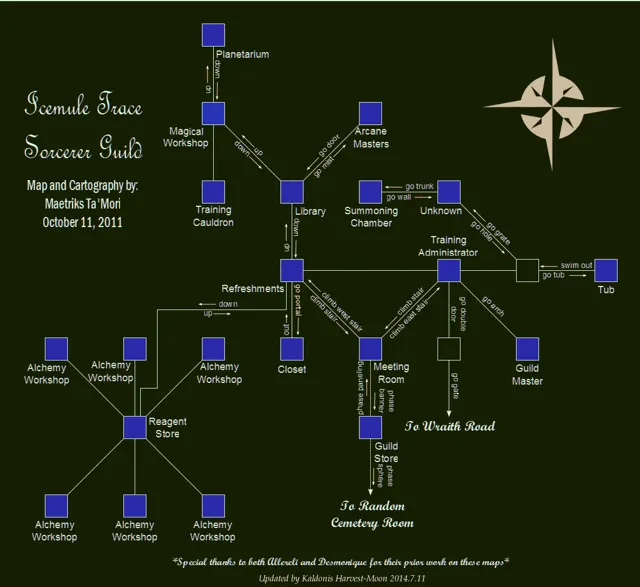 Planetarium
up
down
Icemule Trace
Sorcerer Guild
Map and Cartography by:
Maetriks Ta'Mori
October 11, 2011
Magical
Workshop
up
down
go door
go mist
Arcane
Masters
Training
Cauldron
Library
Summoning
Chamber
go trunk
go wall
Unknown
go grate
go hole
down
up
Training
Administrator
Refreshments
swim out
go tub
Tub
down
up
go portal
out
climb west stair
climb stair
climb stair
climb east stair
go double
door
go arch
Alchemy
Workshop
Alchemy
Workshop
Alchemy
Workshop
Closet
Meeting
Room
Guild
Master
phase painting
phase
barrier
go gate
Reagent
Store
To Wraith Road
Guild
Store
phase
sphere
To Random
Cemetery Room
Alchemy
Workshop
Alchemy
Workshop
Alchemy
Workshop
*Special thanks to both Allereli and Desmonique for their prior work on these maps*
Updated by Kaldonis Harvest-Moon 2014.7.11